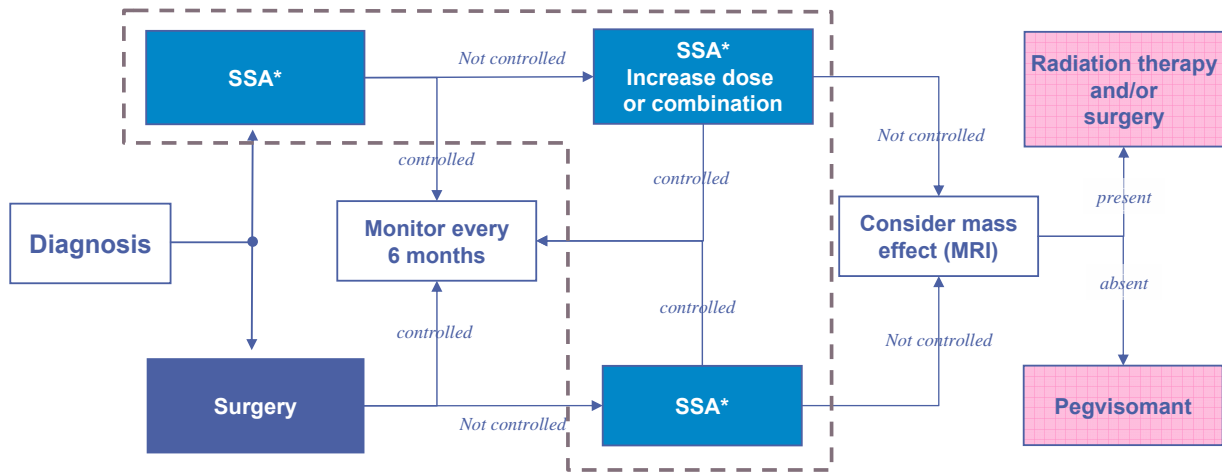 SSA*
Not controlled
SSA*
Increase dose
or combination
Radiation therapy
and/or
surgery
Not controlled
controlled
controlled
Diagnosis
Monitor every
6 months
Consider mass
effect (MRI)
present
absent
controlled
controlled
Not controlled
Surgery
Not controlled
SSA*
Pegvisomant